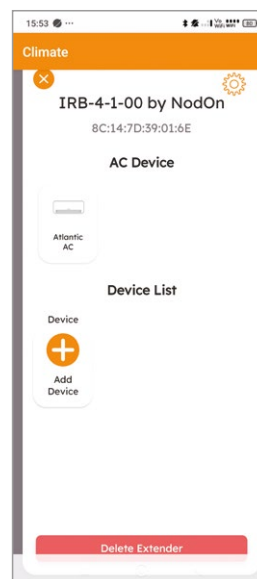 15:53
Climate
IRB-4-1-00 by NodOn
8C:14:7D:39:01:6E
AC Device
Atlantic
AC
Device List
Device
Add
Device
Delete Extender